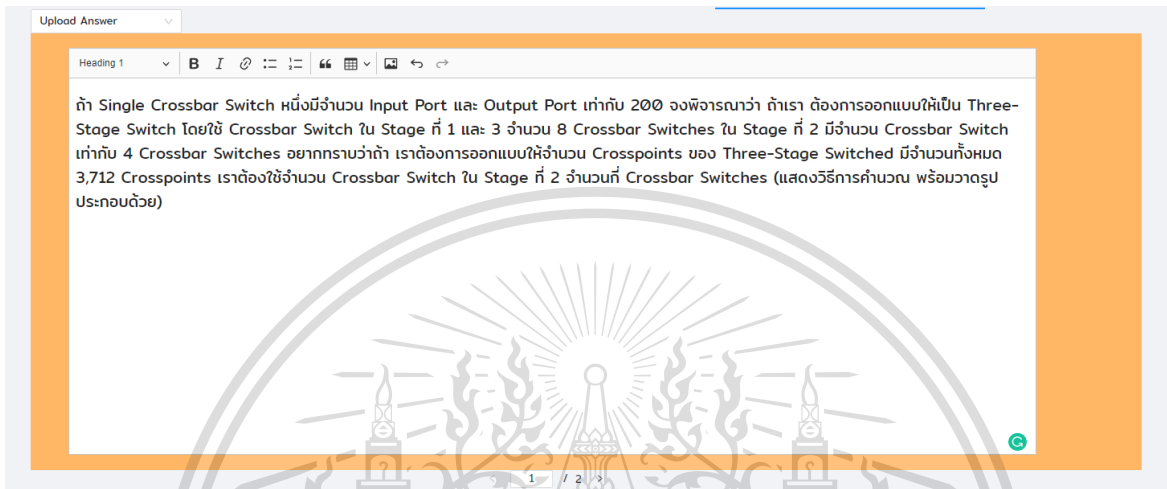 Upload Answer
Heading 1
ถ้า Single Crossbar Switch หนึ่งมีจำนวน Input Port และ Output Port เท่ากับ 200 จงพิจารณาว่า ถ้าเรา ต้องการออกแบบให้เป็น Three-
Stage Switch โดยใช้ Crossbar Switch ใน Stage ที่ 1 และ 3 จำนวน 8 Crossbar Switches ใน Stage ที่ 2 มีจำนวน Crossbar Switch
เท่ากับ 4 Crossbar Switches อยากทราบว่าถ้า เราต้องการออกแบบให้จำนวน Crosspoints ของ Three-Stage Switched มีจำนวนทั้งหมด
3,712 Crosspoints เราต้องใช้จำนวน Crossbar Switch ใน Stage ที่ 2 จำนวนกี่ Crossbar Switches (แสดงวิธีการคำนวณ พร้อมวาดรูป
ประกอบด้วย)
< 1 / 2 >